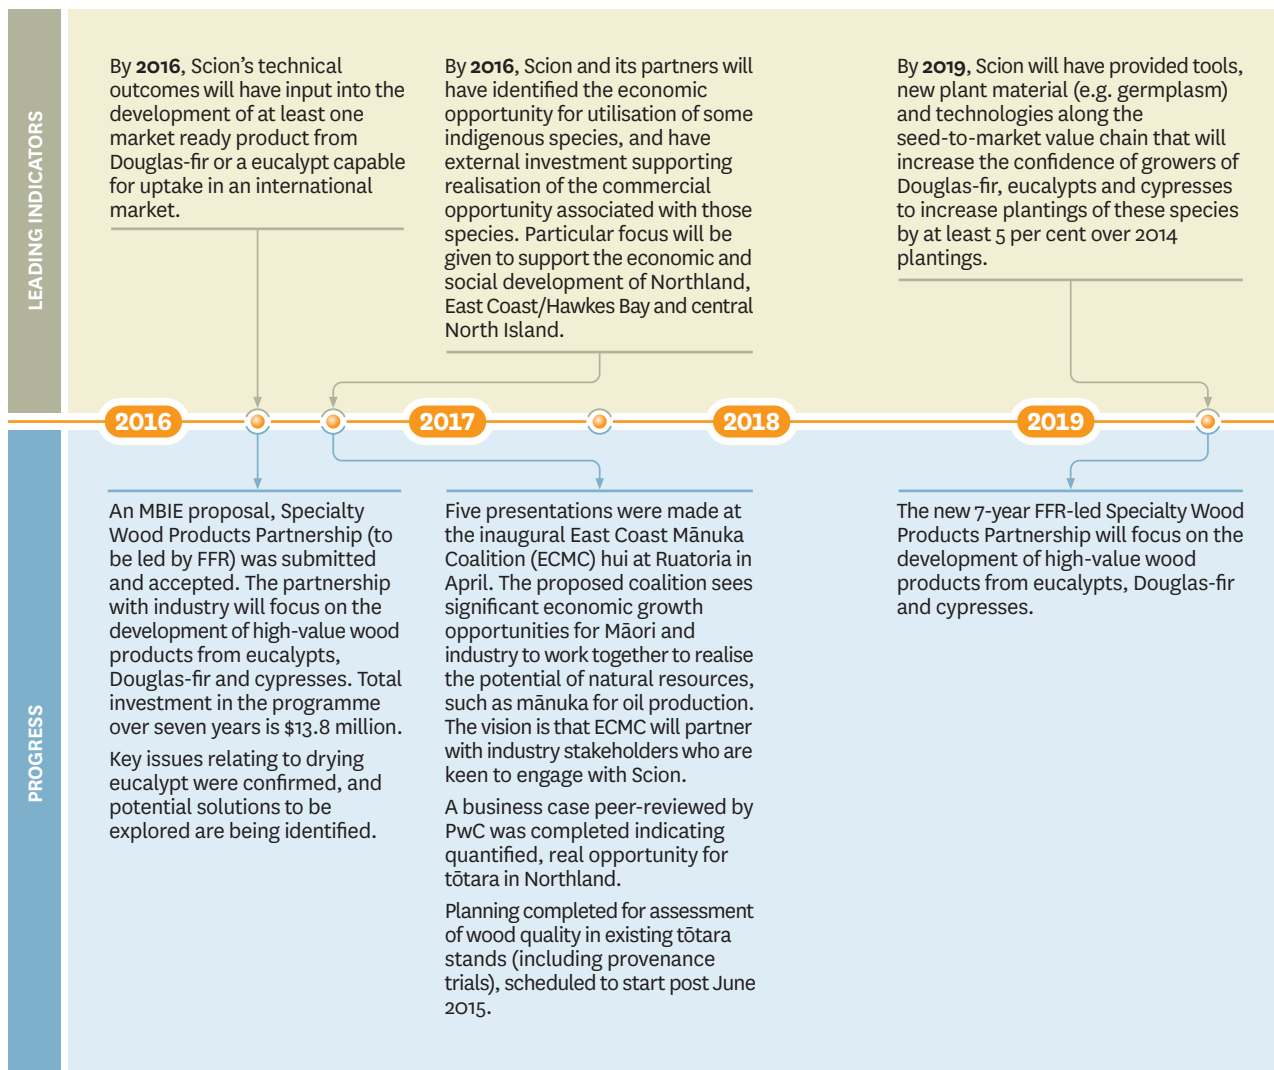 LEADING INDICATORS
By 2016, Scion’s technical
outcomes will have input into the
development of at least one
market ready product from
Douglas-fir or a eucalypt capable
for uptake in an international
market.
By 2016, Scion and its partners will
have identified the economic
opportunity for utilisation of some
indigenous species, and have
external investment supporting
realisation of the commercial
opportunity associated with those
species. Particular focus will be
given to support the economic and
social development of Northland,
East Coast/Hawkes Bay and central
North Island.
By 2019, Scion will have provided tools,
new plant material (e.g. germplasm)
and technologies along the
seed-to-market value chain that will
increase the confidence of growers of
Douglas-fir, eucalypts and cypresses
to increase plantings of these species
by at least 5 per cent over 2014
plantings.
2016
2017
2018
2019
PROGRESS
An MBIE proposal, Specialty
Wood Products Partnership (to
be led by FFR) was submitted
and accepted. The partnership
with industry will focus on the
development of high-value wood
products from eucalypts,
Douglas-fir and cypresses. Total
investment in the programme
over seven years is $13.8 million.
Key issues relating to drying
eucalypt were confirmed, and
potential solutions to be
explored are being identified.
Five presentations were made at
the inaugural East Coast Mānuka
Coalition (ECMC) hui at Ruatoria in
April. The proposed coalition sees
significant economic growth
opportunities for Māori and
industry to work together to realise
the potential of natural resources,
such as mānuka for oil production.
The vision is that ECMC will partner
with industry stakeholders who are
keen to engage with Scion.
A business case peer-reviewed by
PwC was completed indicating
quantified, real opportunity for
tōtara in Northland.
Planning completed for assessment
of wood quality in existing tōtara
stands (including provenance
trials), scheduled to start post June
2015.
The new 7-year FFR-led Specialty Wood
Products Partnership will focus on the
development of high-value wood
products from eucalypts, Douglas-fir
and cypresses.